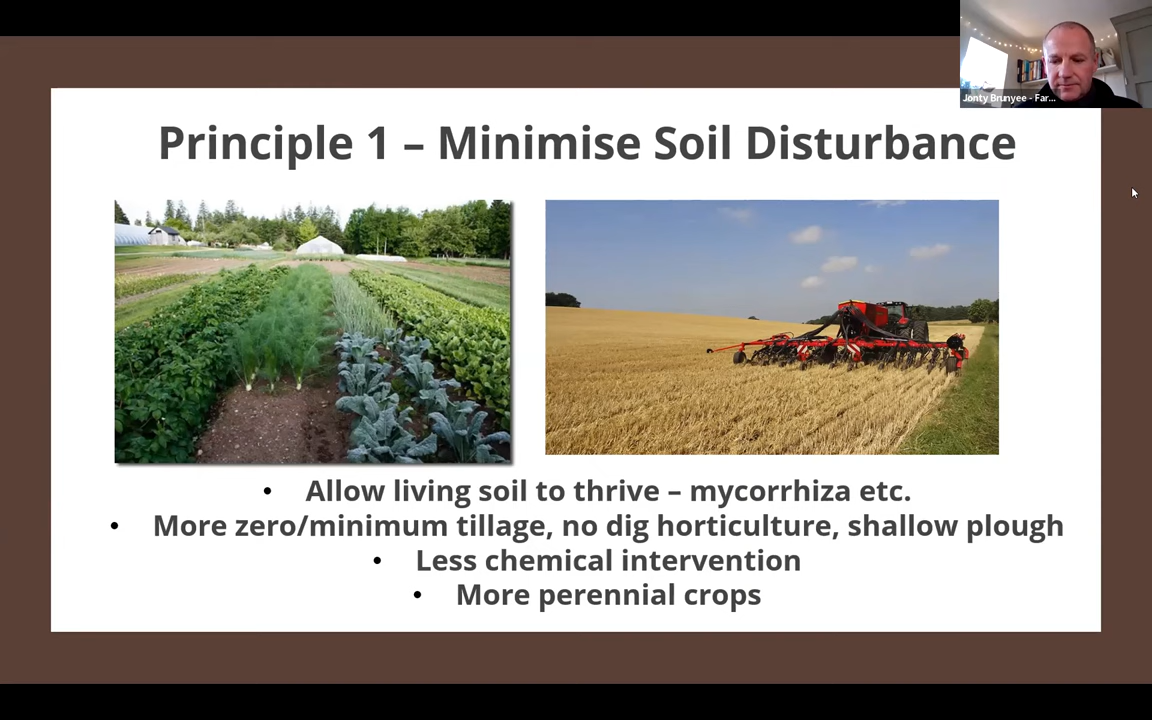 Jonty Brunyee - Far...
Principle 1 – Minimise Soil Disturbance
• Allow living soil to thrive – mycorrhiza etc.
• More zero/minimum tillage, no dig horticulture, shallow plough
• Less chemical intervention
• More perennial crops